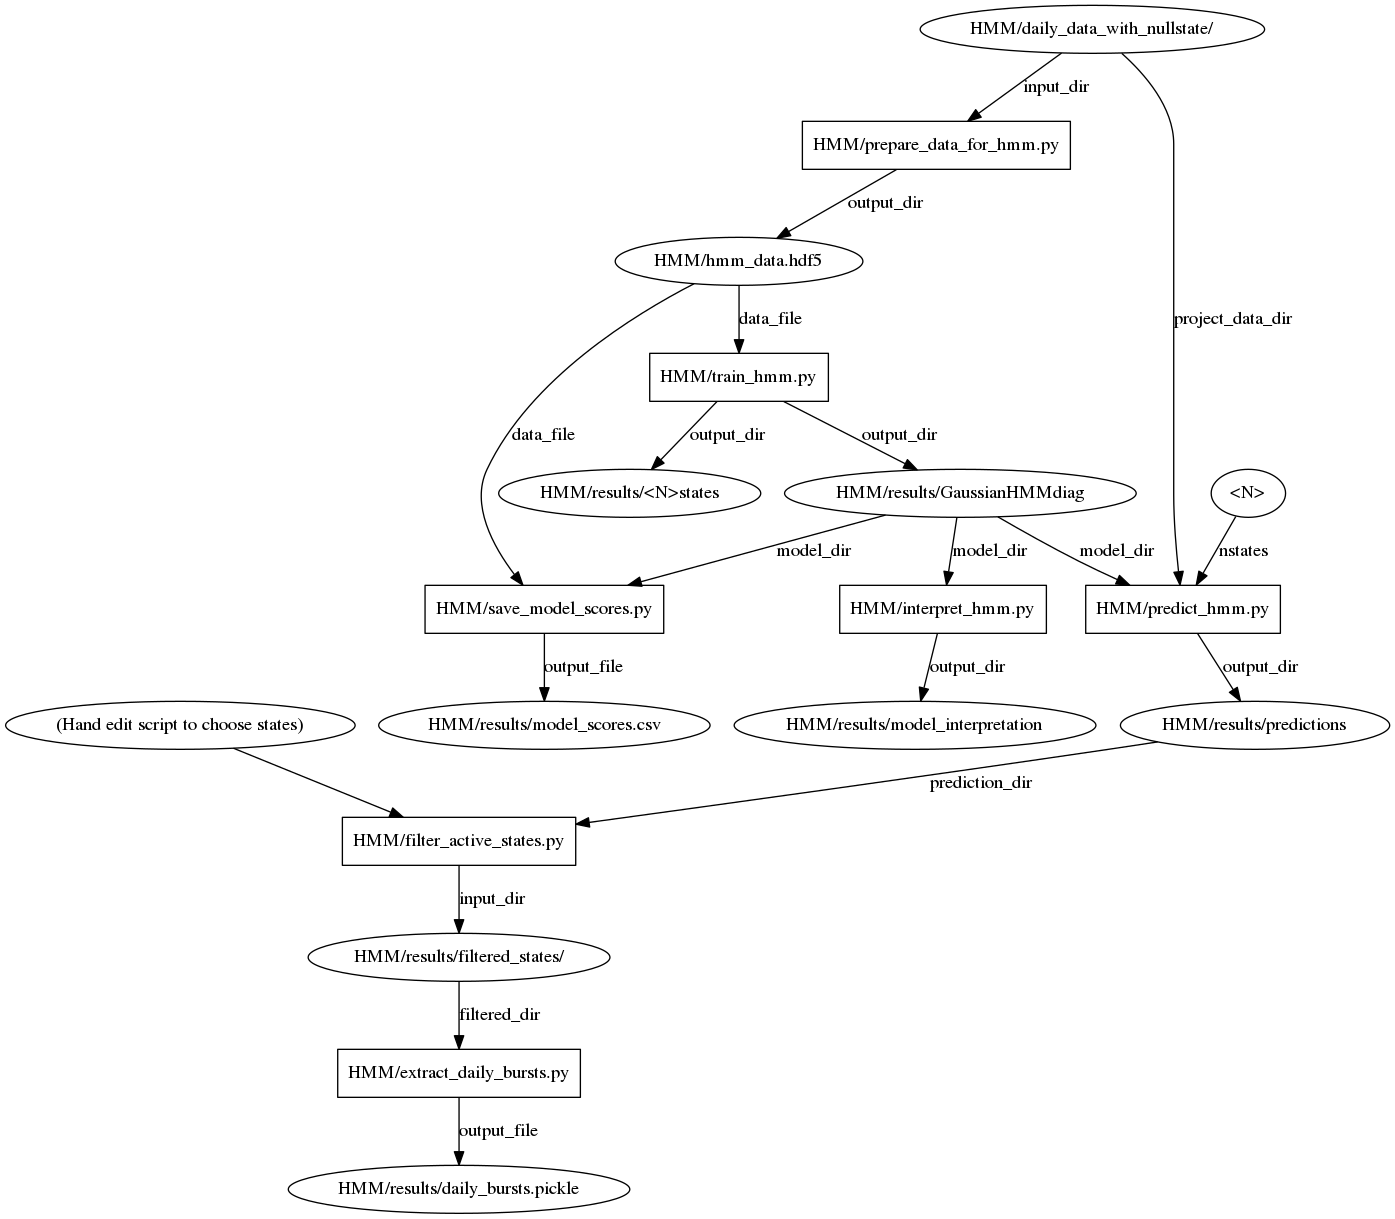 HMM/daily_data_with_nullstate/
input_dir
HMM/prepare_data_for_hmm.py
output_dir
HMM/hmm_data.hdf5
data_file
project_data_dir
HMM/train_hmm.py
data_file
output_dir
output_dir
HMM/results/<N>states
HMM/results/GaussianHMMdiag
<N>
model_dir
model_dir
model_dir
nstates
HMM/save_model_scores.py
HMM/interpret_hmm.py
HMM/predict_hmm.py
output_file
output_dir
output_dir
(Hand edit script to choose states)
HMM/results/model_scores.csv
HMM/results/model_interpretation
HMM/results/predictions
prediction_dir
HMM/filter_active_states.py
input_dir
HMM/results/filtered_states/
filtered_dir
HMM/extract_daily_bursts.py
output_file
HMM/results/daily_bursts.pickle